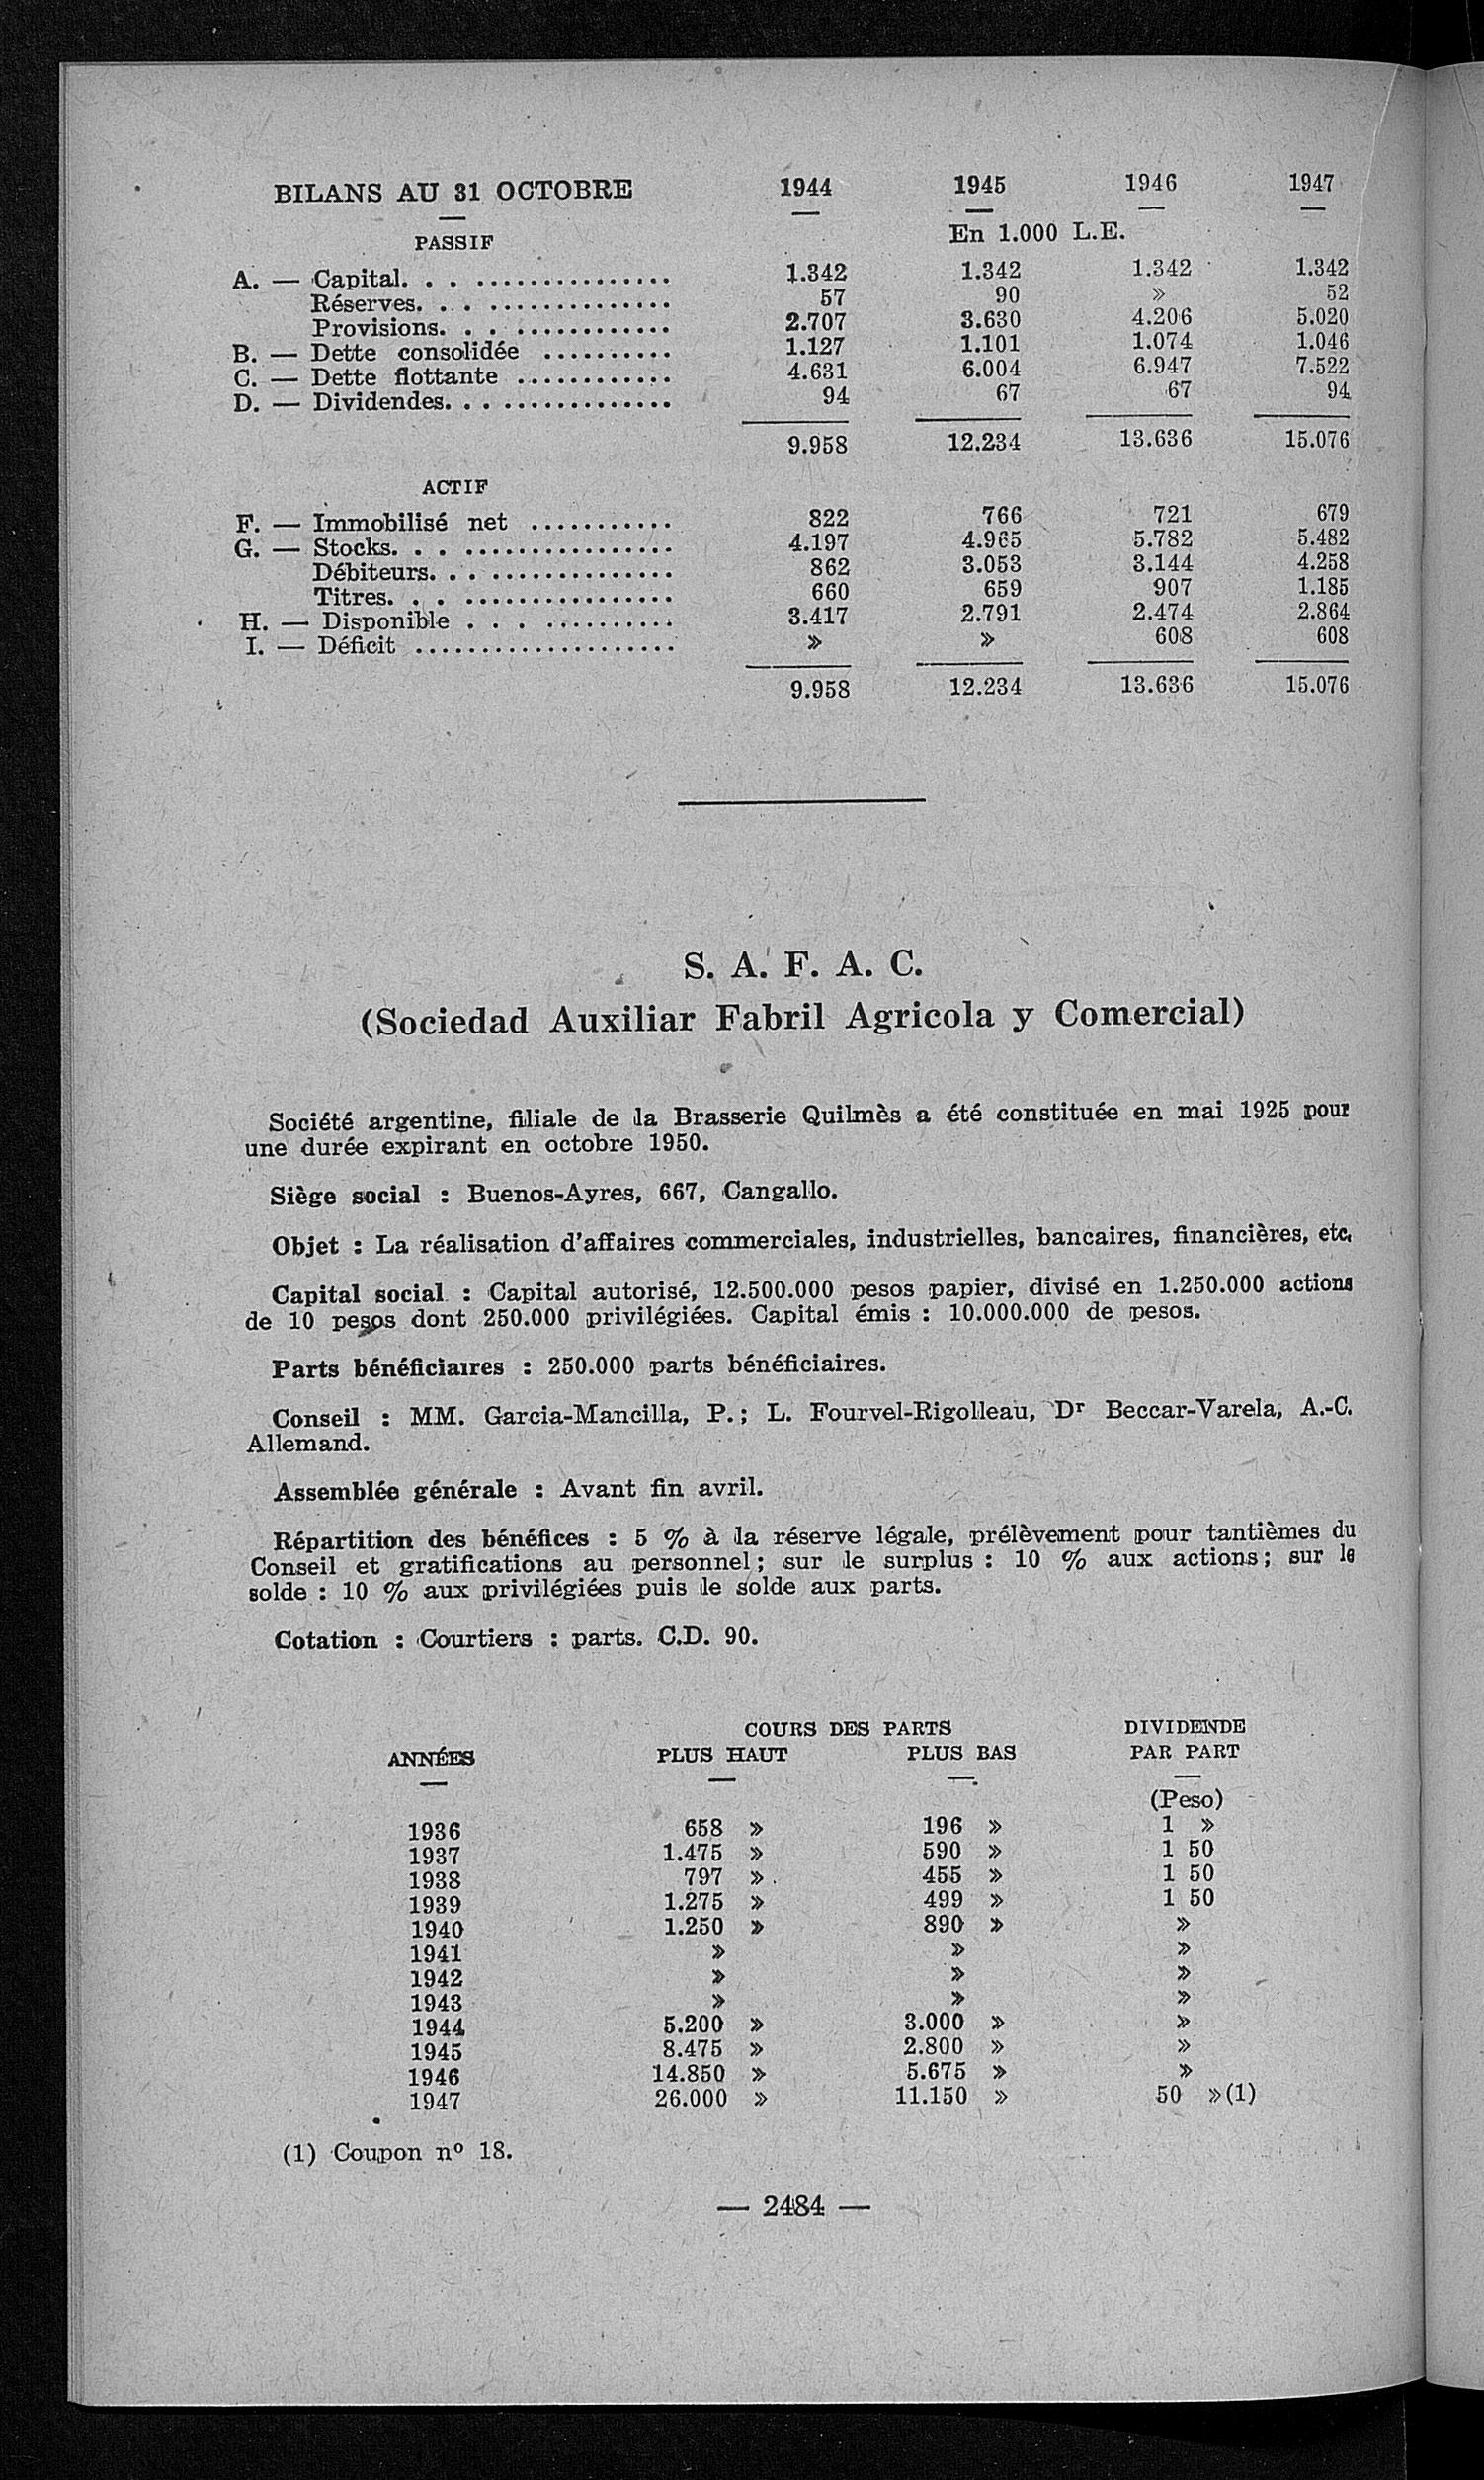 BILANS AU 31 OCTOBRE 1944 1945 1946 1947
PASSIF En 1.000 L.E.
A. — Capital. . . ............... 1.342 1.342 1.342 1.342
Réserves. . . .............. 57 90 » 52
Provisions. . . ............ 2.707 3.630 4.206 5.020
B. — Dette consolidée .......... 1.127 1.101 1.074 1.046
C. — Dette flottante ............ 4.631 6.004 6.947 7.522
D. — Dividendes. . . ............. 94 67 67 94
9.958 12.234 13.636 15.076
ACTIF
F. — Immobilisé net ........... 822 766 721 679
G. — Stocks. . . ................ 4.197 4.965 5.782 5.482
Débiteurs. . . .............. 862 3.053 3.144 4.258
Titres. . . ................ 660 659 907 1.185
H. — Disponible . . . .......... 3.417 2.791 2.474 2.864
I. — Déficit .................... » » 608 608
9.958 12.234 13.636 15.076
S. A. F. A. C.
(Sociedad Auxiliar Fabril Agricola y Comercial)
Société argentine, filiale de la Brasserie Quilmès a été constituée en mai 1925 pour
une durée expirant en octobre 1950.
Siège social : Buenos-Ayres, 667, Cangallo.
Objet : La réalisation d'affaires commerciales, industrielles, bancaires, financières, etc.
Capital social : Capital autorisé, 12.500.000 pesos papier, divisé en 1.250.000 actions
de 10 pesos dont 250.000 privilégiées. Capital émis : 10.000.000 de pesos.
Parts bénéficiaires : 250.000 parts bénéficiaires.
Conseil : MM. Garcia-Mancilla, P.; L. Fourvel-Rigolleau, Dr Beccar-Varela, A.-C.
Allemand.
Assemblée générale : Avant fin avril.
Répartition des bénéfices : 5 % à la réserve légale, prélèvement pour tantièmes du
Conseil et gratifications au personnel; sur le surplus : 10 % aux actions; sur le
solde : 10 % aux privilégiées puis le solde aux parts.
Cotation : Courtiers : parts. C.D. 90.
COURS DES PARTS DIVIDENDE
ANNÉES PLUS HAUT PLUS BAS PAR PART
(Peso)
1936 658 » 196 » 1 »
1937 1.475 » 590 » 1 50
1938 797 » 455 » 1 50
1939 1.275 » 499 » 1 50
1940 1.250 » 890 » »
1941 » » »
1942 » » »
1943 » » »
1944 5.200 » 3.000 » »
1945 8.475 » 2.800 » »
1946 14.850 » 5.675 » »
1947 26.000 » 11.150 » 50 »(1)
(1) Coupon nº 18.
— 2484 —